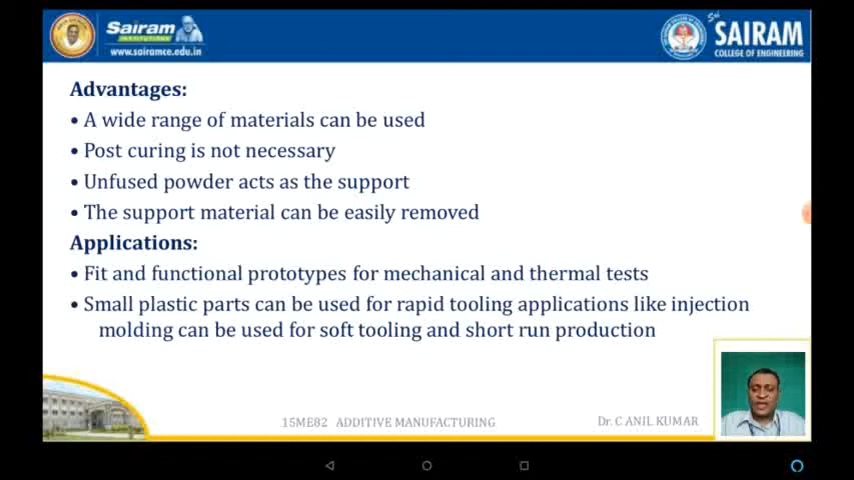 Sairam
INSTITUTIONS
www.sairamce.edu.in
Sri
SAIRAM
COLLEGE OF ENGINEERING
Advantages:
• A wide range of materials can be used
• Post curing is not necessary
• Unfused powder acts as the support
• The support material can be easily removed
Applications:
• Fit and functional prototypes for mechanical and thermal tests
• Small plastic parts can be used for rapid tooling applications like injection
molding can be used for soft tooling and short run production
15ME82 ADDITIVE MANUFACTURING
Dr. C ANIL KUMAR